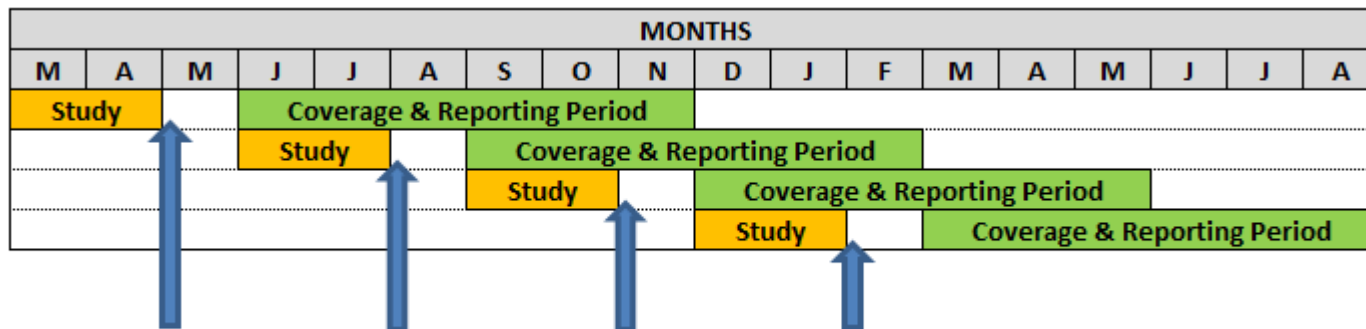 MONTHS
M A M J J A S O N D J F M A M J J A
Study Coverage & Reporting Period
Study Coverage & Reporting Period
Study Coverage & Reporting Period
Study Coverage & Reporting Period